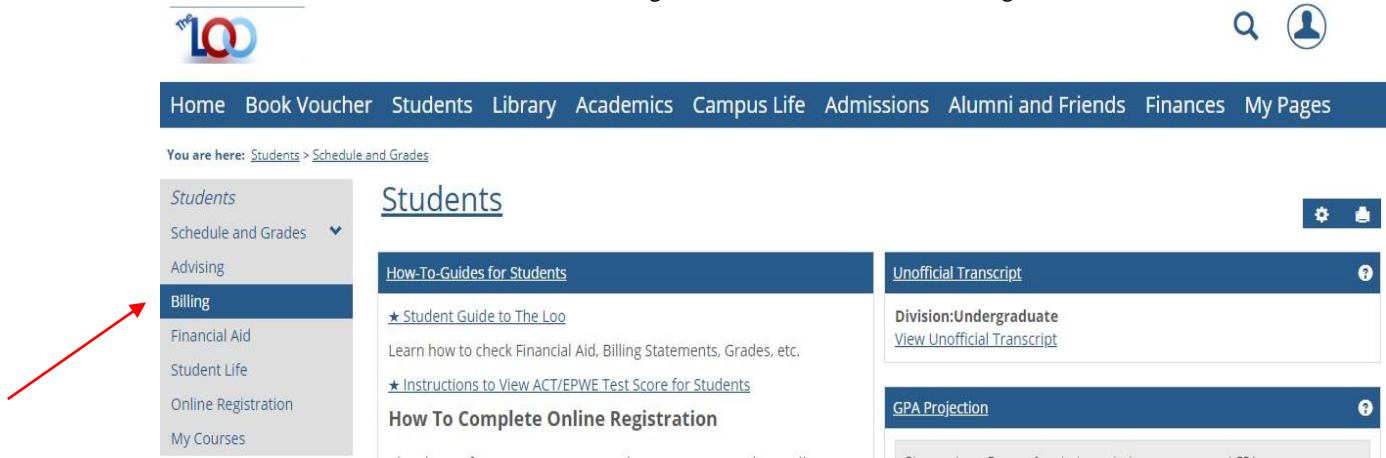 The LOO
Home Book Voucher Students Library Academics Campus Life Admissions Alumni and Friends Finances My Pages
You are here: Students > Schedule and Grades
Students
Schedule and Grades
Advising
Billing
Financial Aid
Student Life
Online Registration
My Courses
Students
How-To-Guides for Students
★ Student Guide to The Loo
Learn how to check Financial Aid, Billing Statements, Grades, etc.
★ Instructions to View ACT/EPWE Test Score for Students
How To Complete Online Registration
Unofficial Transcript
Division:Undergraduate
View Unofficial Transcript
GPA Projection